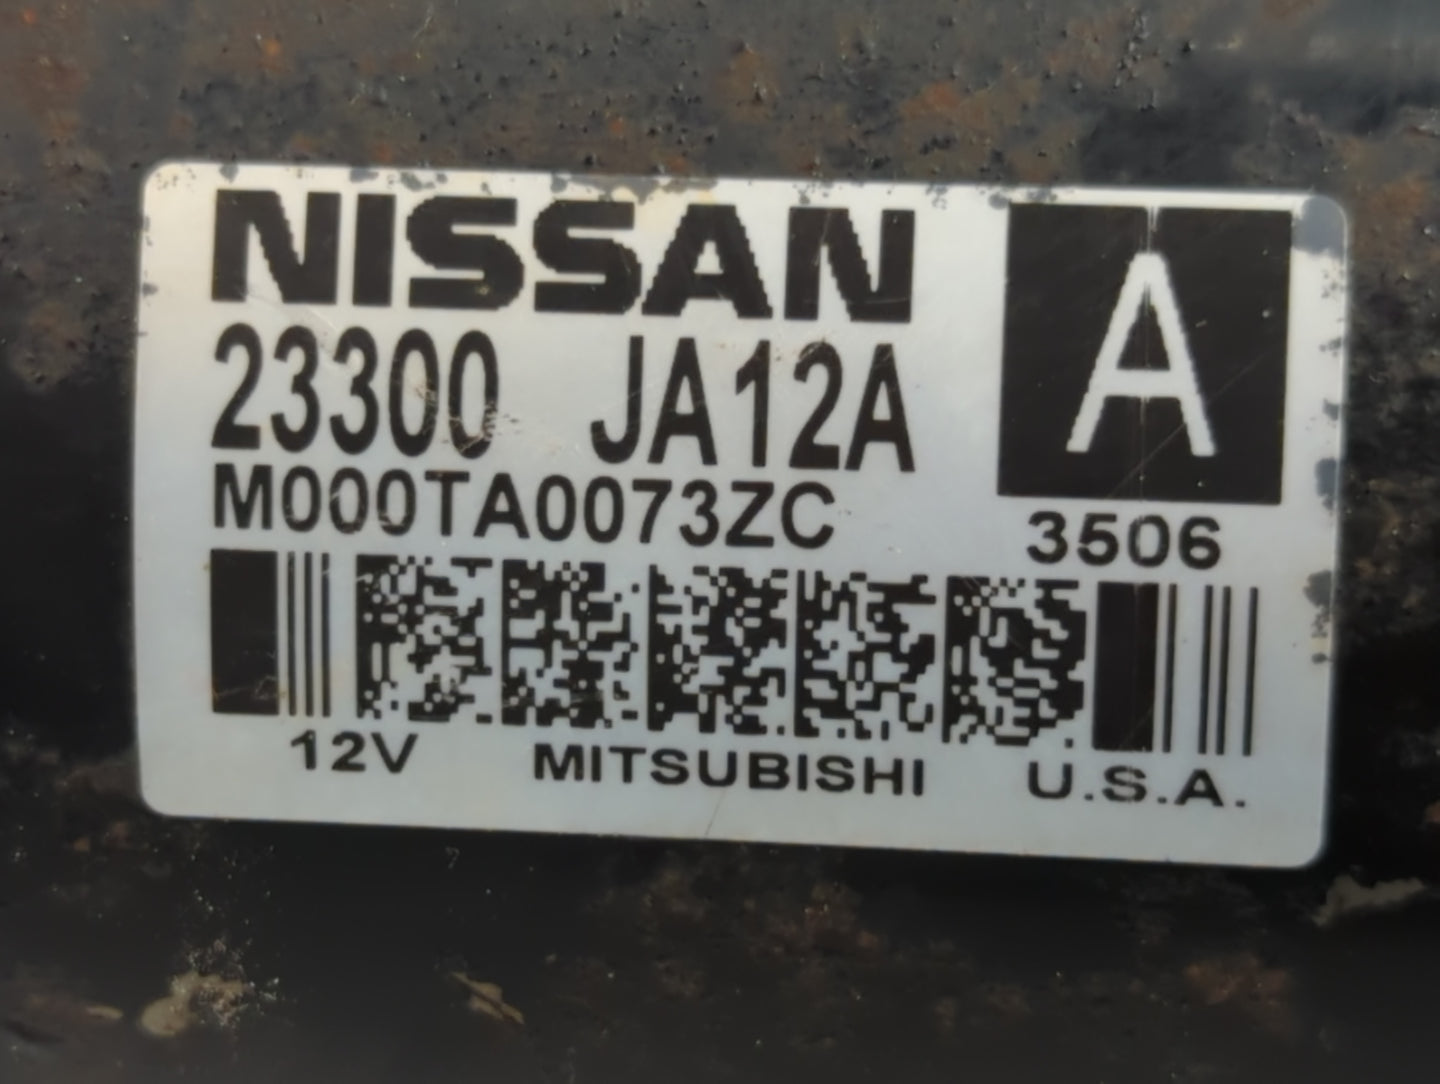 NISSAN
A
23300 JA12A
M000TA0073ZC
3506
12V MITSUBISHI U.S.A.